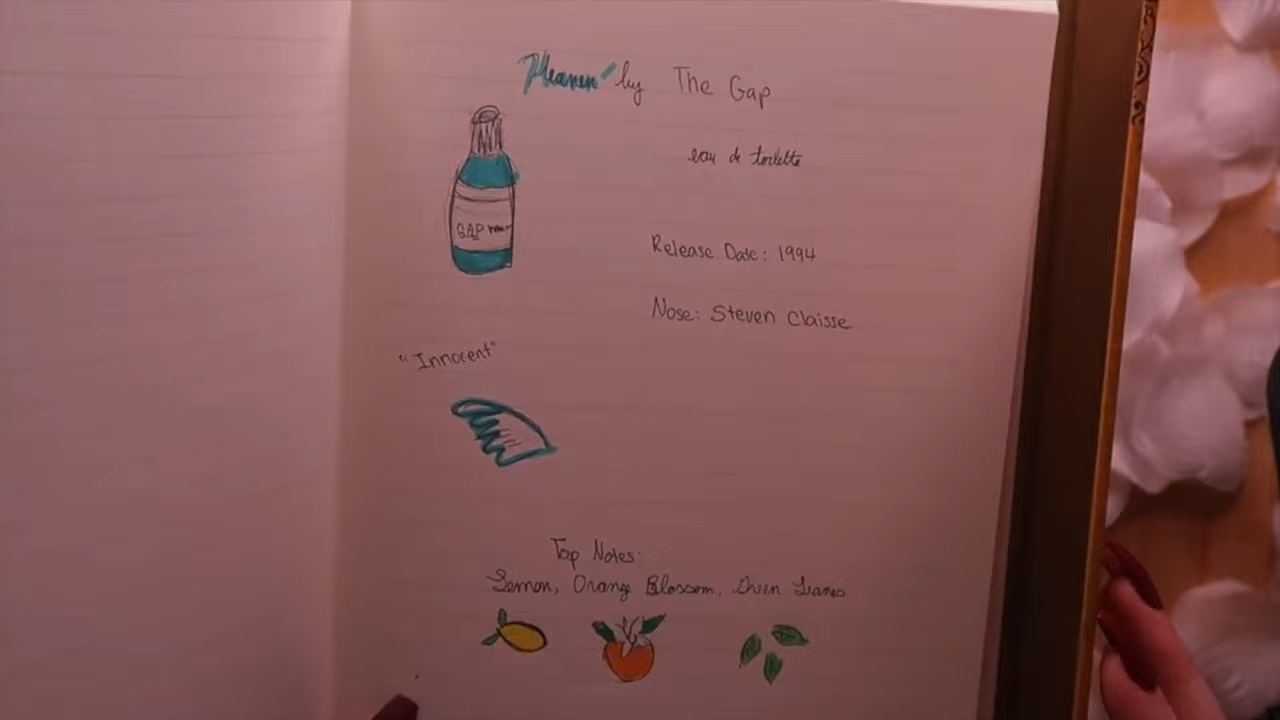 "Heaven" by The Gap
eau de toilette
GAP
Release Date: 1994
Nose: Steven Claisse
"Innocent"
Top Notes:
Lemon, Orange Blossom, Green Leaves